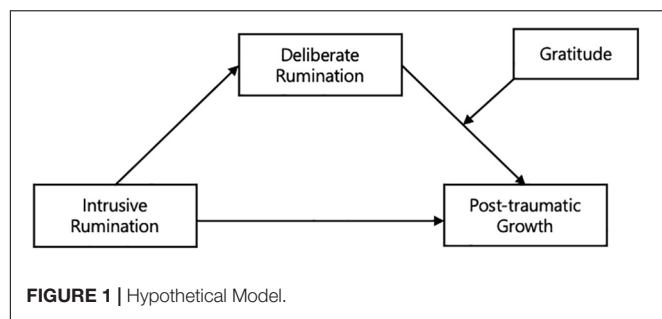 Deliberate
Rumination
Gratitude
Intrusive
Rumination
Post-traumatic
Growth
FIGURE 1 | Hypothetical Model.